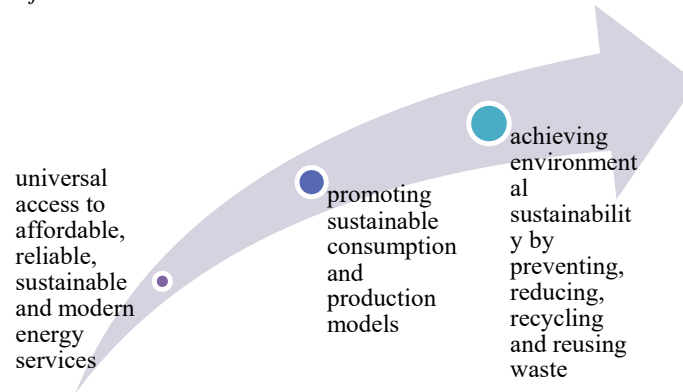 universal
access to
affordable,
reliable,
sustainable
and modern
energy
services
promoting
sustainable
consumption
and
production
models
achieving
environment
al
sustainabilit
y by
preventing,
reducing,
recycling
and reusing
waste